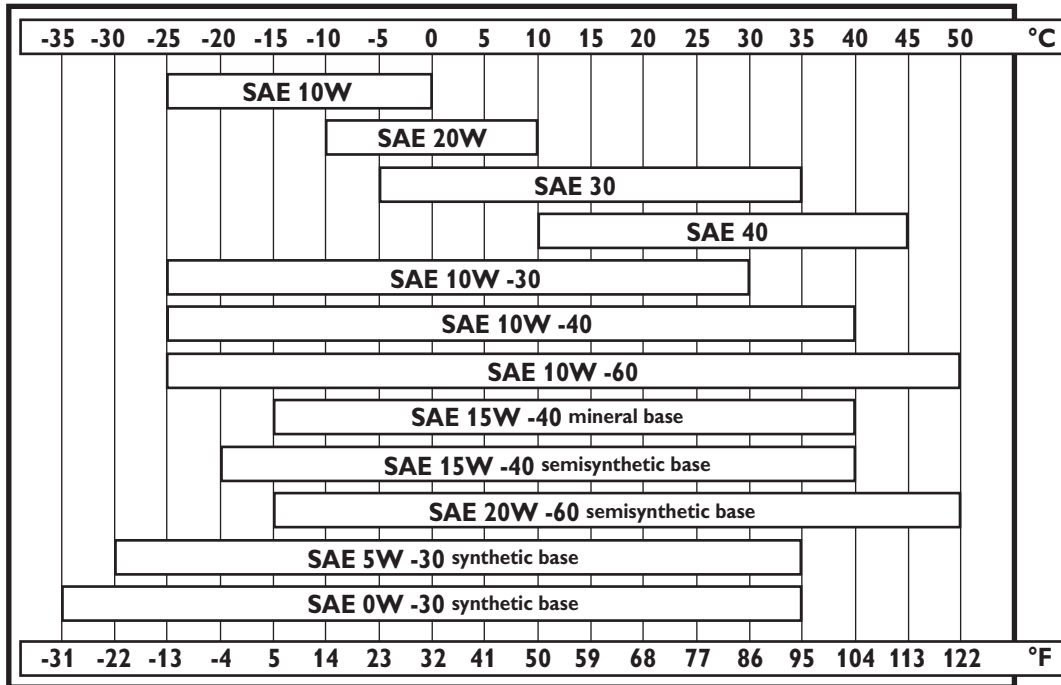 -35 -30 -25 -20 -15 -10 -5 0 5 10 15 20 25 30 35 40 45 50 °C
SAE 10W
SAE 20W
SAE 30
SAE 40
SAE 10W -30
SAE 10W -40
SAE 10W -60
SAE 15W -40 mineral base
SAE 15W -40 semisynthetic base
SAE 20W -60 semisynthetic base
SAE 5W -30 synthetic base
SAE 0W -30 synthetic base
-31 -22 -13 -4 5 14 23 32 41 50 59 68 77 86 95 104 113 122 °F